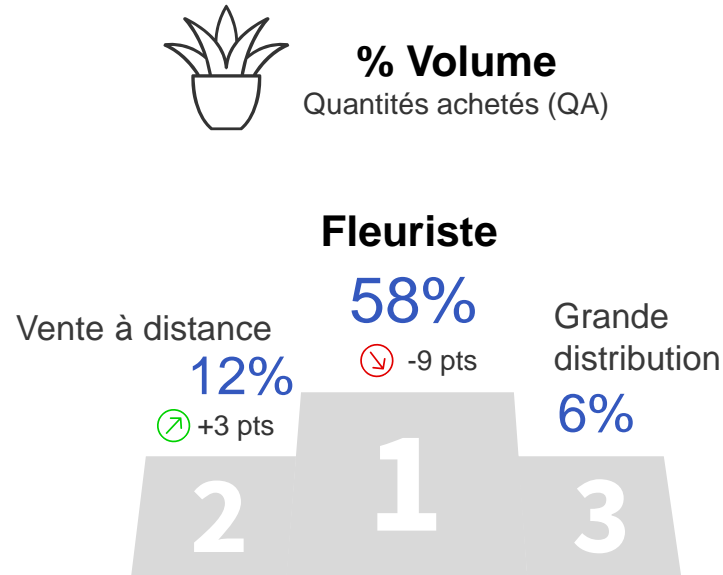 % Volume
Quantités achetés (QA)
Fleuriste
58%
-9 pts
Vente à distance
12%
+3 pts
Grande
distribution
6%
1
2
3